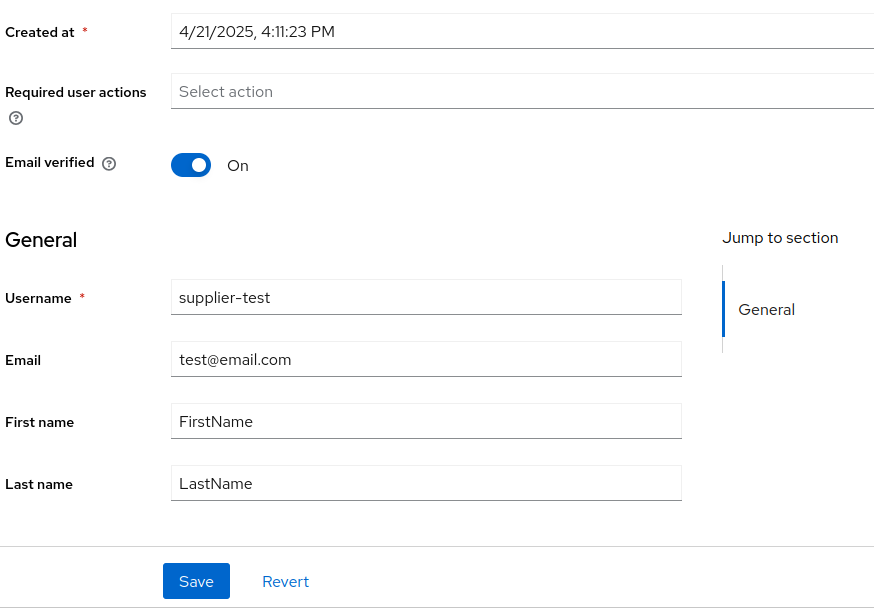 Created at *
4/21/2025, 4:11:23 PM
Required user actions
Select action
Email verified
On
General
Jump to section
General
Username *
supplier-test
Email
test@email.com
First name
FirstName
Last name
LastName
Save
Revert